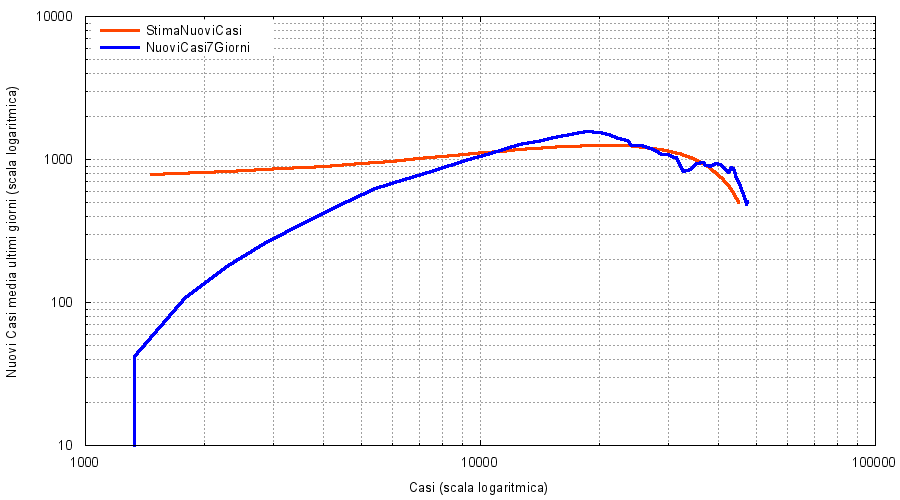 10000
StimaNuoviCasi
NuoviCasi7Giorni
1000
100
10
Nuovi Casi media ultimi giorni (scala logaritmica)
1000
10000
100000
Casi (scala logaritmica)